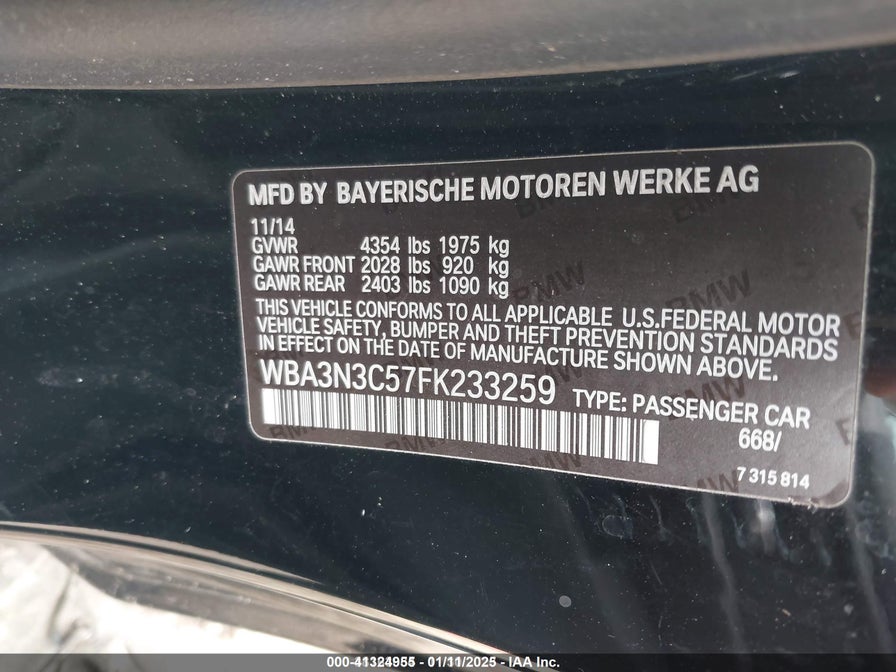 MFD BY BAYERISCHE MOTOREN WERKE AG
11/14
GVWR 4354 lbs 1975 kg
GAWR FRONT 2028 lbs 920 kg
GAWR REAR 2403 lbs 1090 kg
THIS VEHICLE CONFORMS TO ALL APPLICABLE U.S.FEDERAL MOTOR
VEHICLE SAFETY, BUMPER AND THEFT PREVENTION STANDARDS
IN EFFECT ON THE DATE OF MANUFACTURE SHOWN ABOVE.
WBA3N3C57FK233259 TYPE: PASSENGER CAR
668/
7 315 814
000-41324955 - 01/11/2025 - IAA Inc.